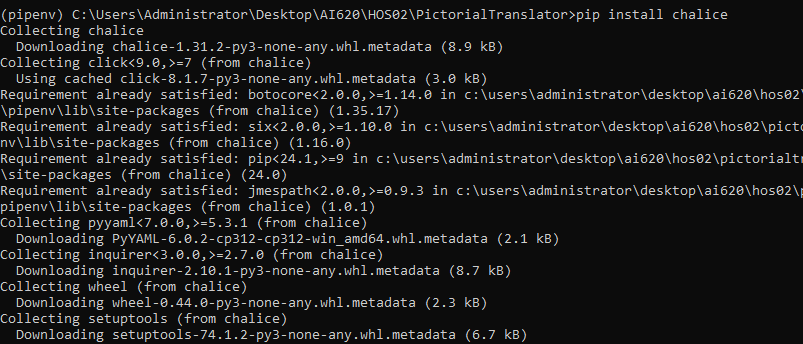 (pipenv) C:\Users\Administrator\Desktop\AI620\HOS02\PictorialTranslator>pip install chalice
Collecting chalice
  Downloading chalice-1.31.2-py3-none-any.whl.metadata (8.9 kB)
Collecting click<9.0,>=7 (from chalice)
  Using cached click-8.1.7-py3-none-any.whl.metadata (3.0 kB)
Requirement already satisfied: botocore<2.0.0,>=1.14.0 in c:\users\administrator\desktop\ai620\hos02
\pipenv\lib\site-packages (from chalice) (1.35.17)
Requirement already satisfied: six<2.0.0,>=1.10.0 in c:\users\administrator\desktop\ai620\hos02\picto
nv\lib\site-packages (from chalice) (1.16.0)
Requirement already satisfied: pip<24.1,>=9 in c:\users\administrator\desktop\ai620\hos02\pictorialtr
\site-packages (from chalice) (24.0)
Requirement already satisfied: jmespath<2.0.0,>=0.9.3 in c:\users\administrator\desktop\ai620\hos02\p
pipenv\lib\site-packages (from chalice) (1.0.1)
Collecting pyyaml<7.0.0,>=5.3.1 (from chalice)
  Downloading PyYAML-6.0.2-cp312-cp312-win_amd64.whl.metadata (2.1 kB)
Collecting inquirer<3.0.0,>=2.7.0 (from chalice)
  Downloading inquirer-2.10.1-py3-none-any.whl.metadata (8.7 kB)
Collecting wheel (from chalice)
  Downloading wheel-0.44.0-py3-none-any.whl.metadata (2.3 kB)
Collecting setuptools (from chalice)
  Downloading setuptools-74.1.2-py3-none-any.whl.metadata (6.7 kB)